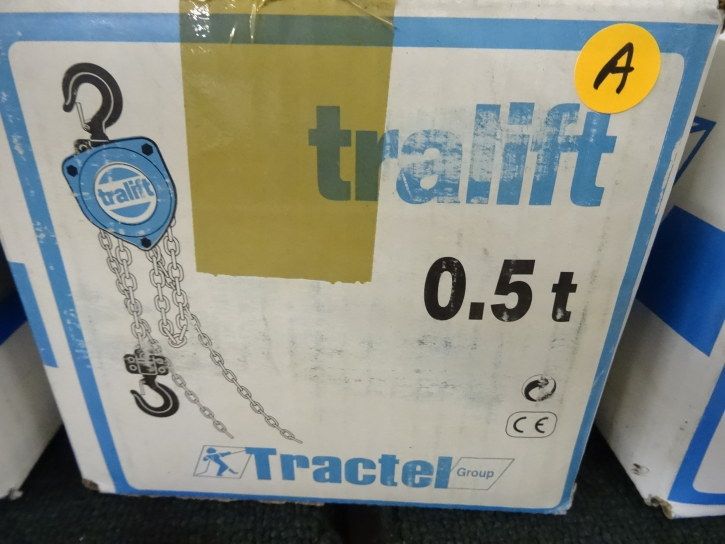 A
tralift
tralift
0.5 t
CE
Tractel Group